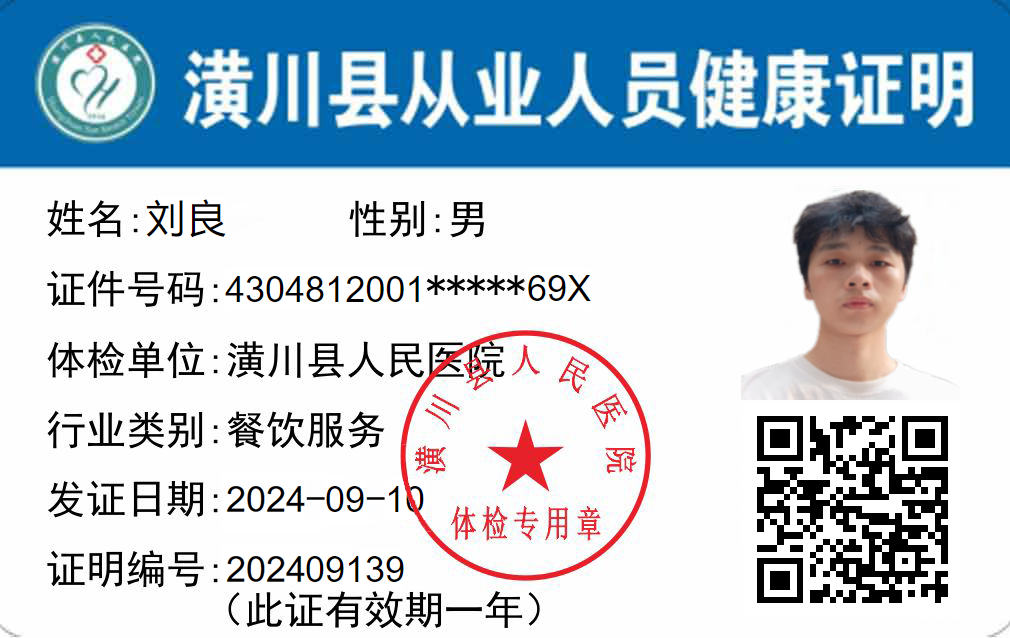 潢川县从业人员健康证明
姓名:刘良 性别:男
证件号码:4304812001*****69X
体检单位:潢川县人民医院
行业类别:餐饮服务
发证日期:2024-09-10
证明编号:202409139
（此证有效期一年）
潢川县人民医院
体检专用章